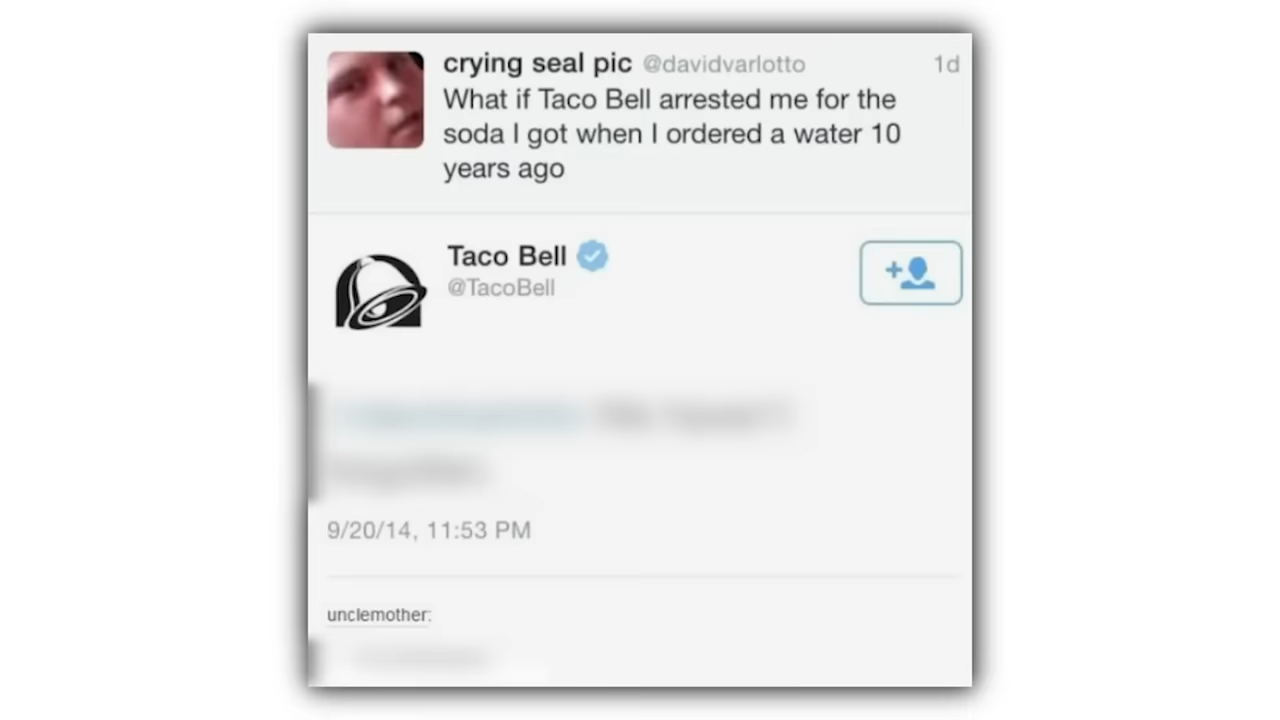 crying seal pic @davidvarlotto 1d
What if Taco Bell arrested me for the
soda I got when I ordered a water 10
years ago
Taco Bell
@TacoBell
9/20/14, 11:53 PM
unclemother: